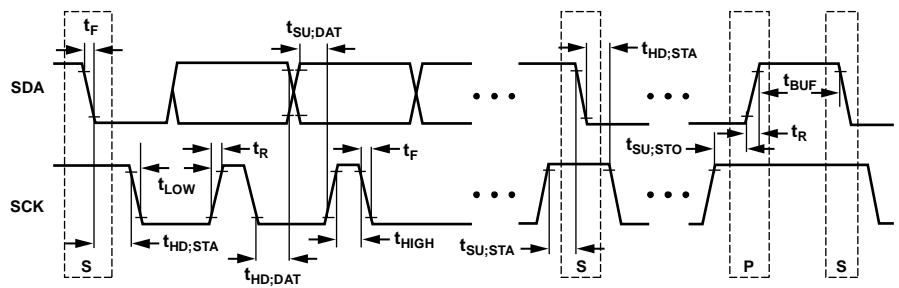 tF
tSU;DAT
tHD;STA
SDA
tBUF
tR
tF
tSU;STO
tR
tLOW
SCK
tHD;STA
tHIGH
tSU;STA
tHD;DAT
S
S
P
S